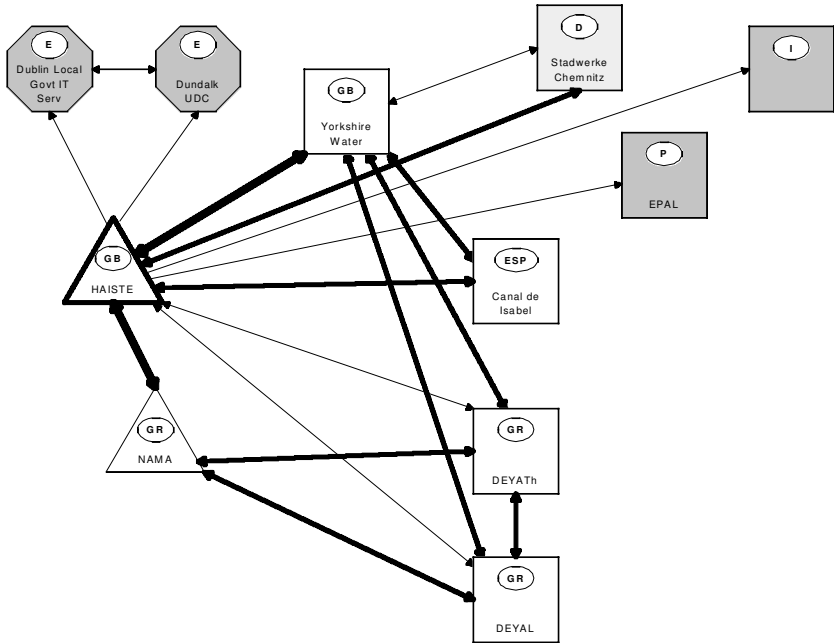 E
Dublin Local
Govt IT
Serv
E
Dundalk
UDC
GB
Yorkshire
Water
D
Stadwerke
Chemnitz
I
P
EPAL
GB
HAISTE
ESP
Canal de
Isabel
GR
NAMA
GR
DEYATh
GR
DEYAL